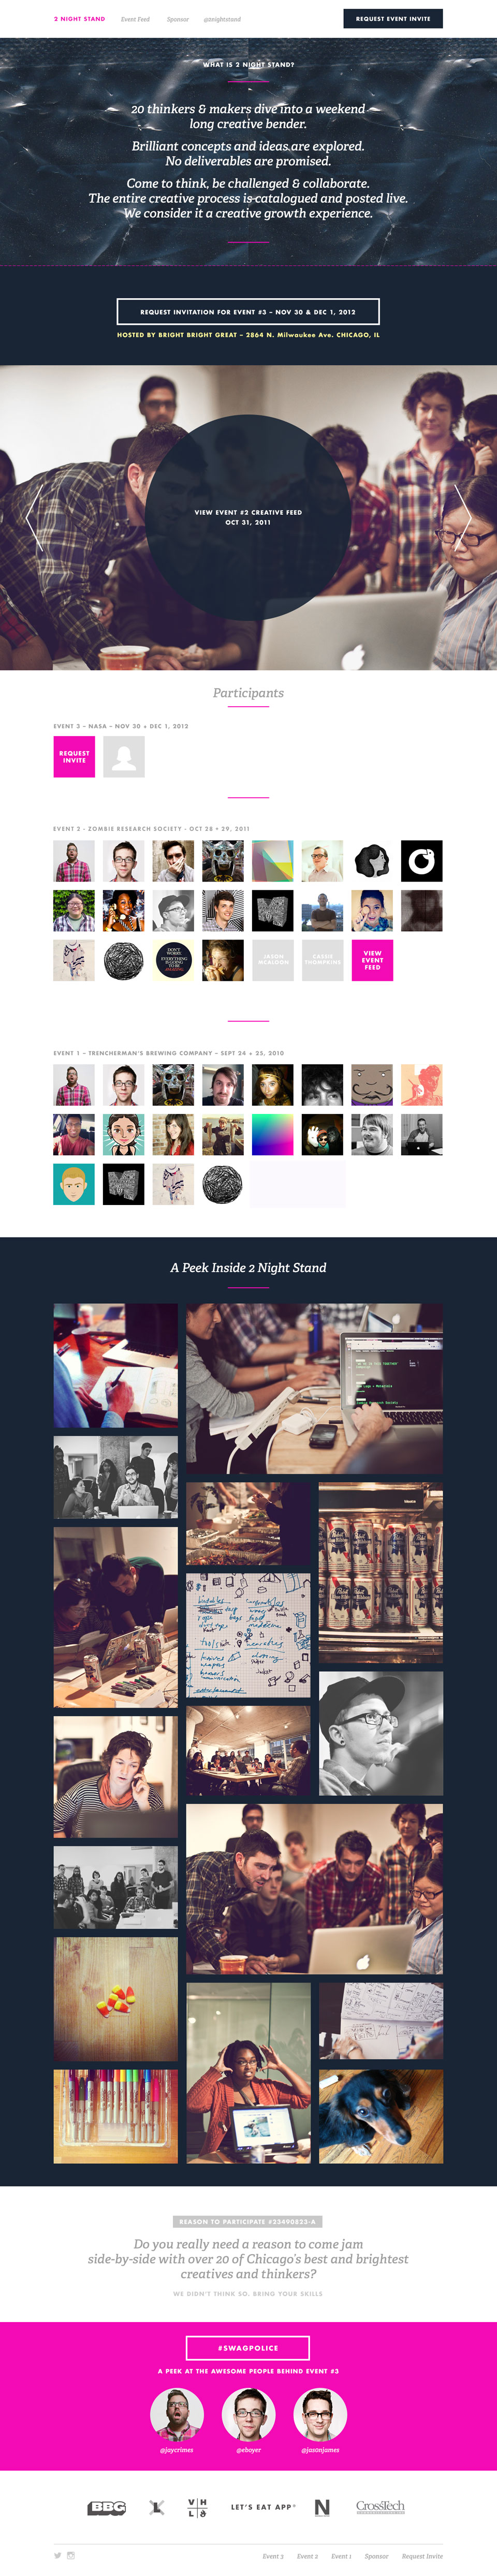 2 NIGHT STAND
Event Feed
Sponsor
@2nightstand
REQUEST EVENT INVITE
WHAT IS 2 NIGHT STAND?
20 thinkers & makers dive into a weekend
long creative bender.
Brilliant concepts and ideas are explored.
No deliverables are promised.
Come to think, be challenged & collaborate.
The entire creative process is catalogued and posted live.
We consider it a creative growth experience.
REQUEST INVITATION FOR EVENT #3 – NOV 30 & DEC 1, 2012
HOSTED BY BRIGHT BRIGHT GREAT – 2864 N. Milwaukee Ave. CHICAGO, IL
VIEW EVENT #2 CREATIVE FEED
OCT 31, 2011
Participants
EVENT 3 – NASA – NOV 30 + DEC 1, 2012
REQUEST
INVITE
EVENT 2 - ZOMBIE RESEARCH SOCIETY - OCT 28 + 29, 2011
DON'T
WORRY.
EVERYTHING
IS GOING
TO BE
AMAZING
JASON
CASSIE
VIEW
EVENT
FEED
EVENT 1 – TRENCHERMAN'S BREWING COMPANY – SEPT 24 + 25, 2010
A Peek Inside 2 Night Stand
REASON TO PARTICIPATE #23490823-A
Do you really need a reason to come jam
side-by-side with over 20 of Chicago's best and brightest
creatives and thinkers?
WE DIDN'T THINK SO. BRING YOUR SKILLS
#SWAGPOLICE
A PEEK AT THE AWESOME PEOPLE BEHIND EVENT #3
@jaycrimes
@eboyer
@jasonjames
BBG
L
V H
L S
LET'S EAT APP
N
CrossTech
Event 3
Event 2
Event 1
Sponsor
Request Invite